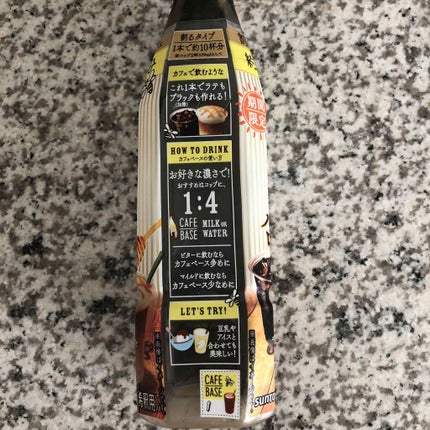 割るタイプ
1本で約10杯分
カフェで飲むような
これ1本でラテも
ブラックも作れる!
(加糖)
期間
限定
HOW TO DRINK
カフェベースの使い方
お好きな濃さで!
おすすめはコップに、
1:4
CAFE
BASE
MILK OR
WATER
ビターに飲むなら
カフェベース多めに
マイルドに飲むなら
カフェベース少なめに
LET'S TRY!
豆乳や
アイスと
合わせても
美味しい!
CAFE
BASE
希釈用